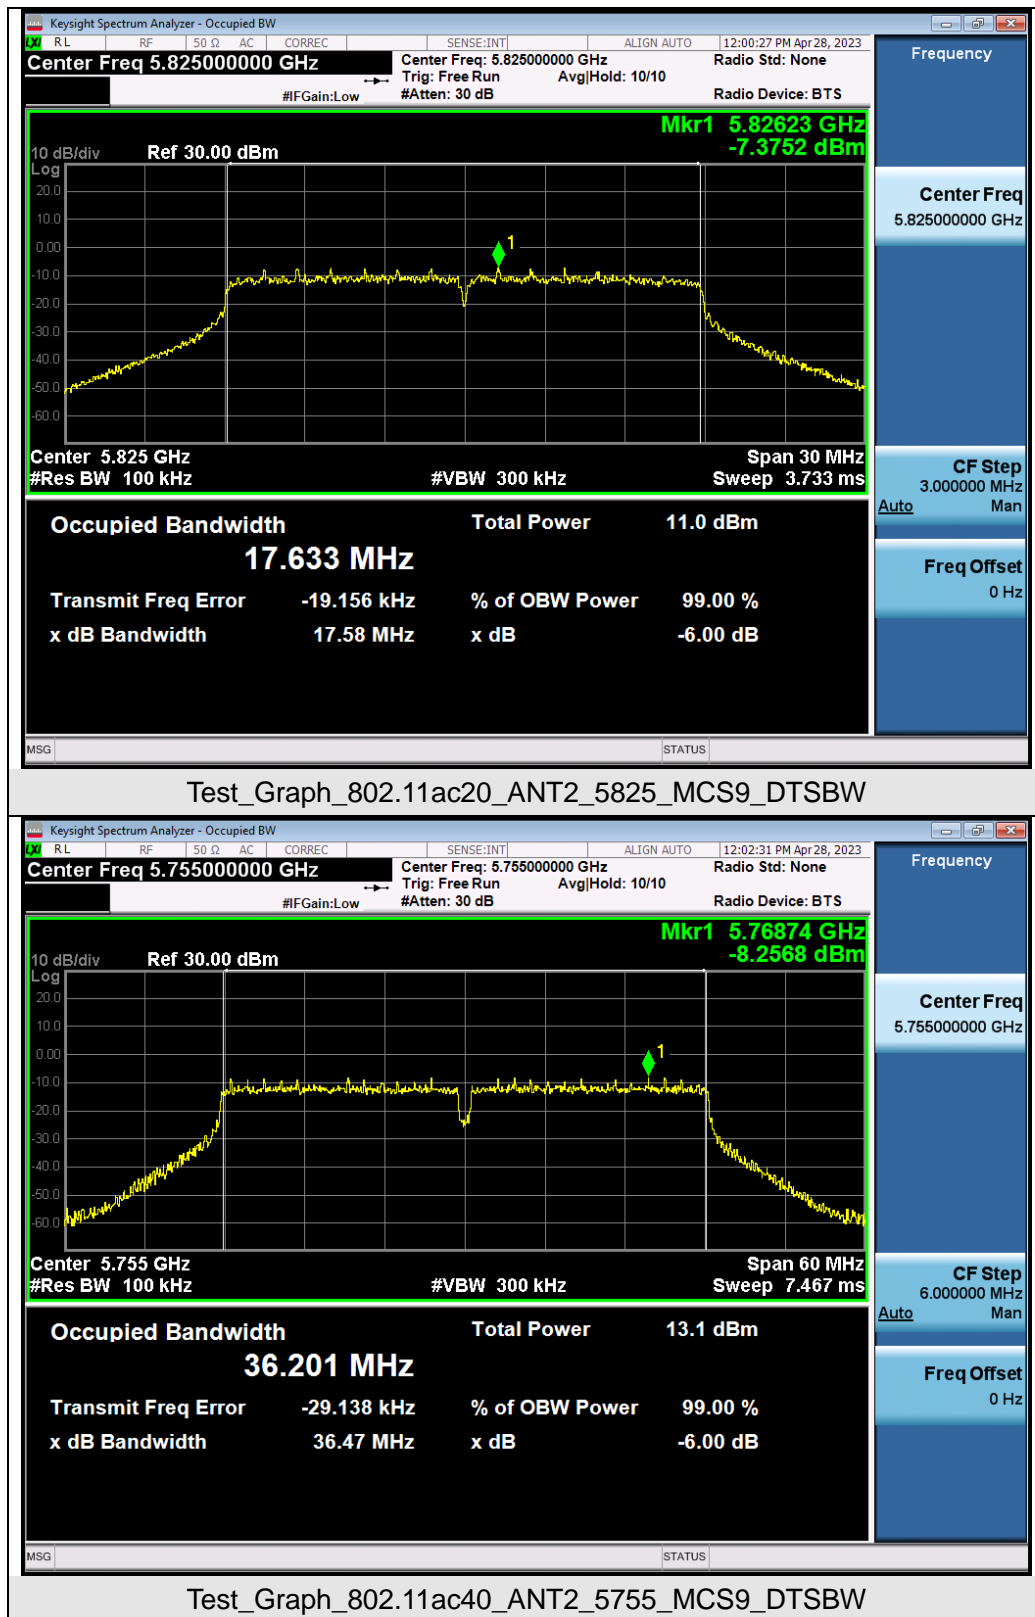 Keysight Spectrum Analyzer - Occupied BW
LXI RL RF 50 Ω AC CORREC SENSE:INT ALIGN AUTO 12:00:27 PM Apr 28, 2023
Center Freq 5.825000000 GHz
Center Freq: 5.825000000 GHz
Radio Std: None
Trig: Free Run Avg|Hold: 10/10
#IFGain:Low
#Atten: 30 dB
Radio Device: BTS
Frequency
Mkr1 5.82623 GHz
-7.3752 dBm
10 dB/div Ref 30.00 dBm
Log
20.0
10.0
0.00
-10.0
-20.0
-30.0
-40.0
-50.0
-60.0
1
Center 5.825 GHz Span 30 MHz
#Res BW 100 kHz #VBW 300 kHz Sweep 3.733 ms
Center Freq
5.825000000 GHz
CF Step
3.000000 MHz
Auto Man
Freq Offset
0 Hz
Occupied Bandwidth Total Power 11.0 dBm
17.633 MHz
Transmit Freq Error -19.156 kHz % of OBW Power 99.00 %
x dB Bandwidth 17.58 MHz x dB -6.00 dB
MSG STATUS
Test_Graph_802.11ac20_ANT2_5825_MCS9_DTSBW
Keysight Spectrum Analyzer - Occupied BW
LXI RL RF 50 Ω AC CORREC SENSE:INT ALIGN AUTO 12:02:31 PM Apr 28, 2023
Center Freq 5.755000000 GHz
Center Freq: 5.755000000 GHz
Radio Std: None
Trig: Free Run Avg|Hold: 10/10
#IFGain:Low
#Atten: 30 dB
Radio Device: BTS
Frequency
Mkr1 5.76874 GHz
-8.2568 dBm
10 dB/div Ref 30.00 dBm
Log
20.0
10.0
0.00
-10.0
-20.0
-30.0
-40.0
-50.0
-60.0
1
Center 5.755 GHz Span 60 MHz
#Res BW 100 kHz #VBW 300 kHz Sweep 7.467 ms
Center Freq
5.755000000 GHz
CF Step
6.000000 MHz
Auto Man
Freq Offset
0 Hz
Occupied Bandwidth Total Power 13.1 dBm
36.201 MHz
Transmit Freq Error -29.138 kHz % of OBW Power 99.00 %
x dB Bandwidth 36.47 MHz x dB -6.00 dB
MSG STATUS
Test_Graph_802.11ac40_ANT2_5755_MCS9_DTSBW